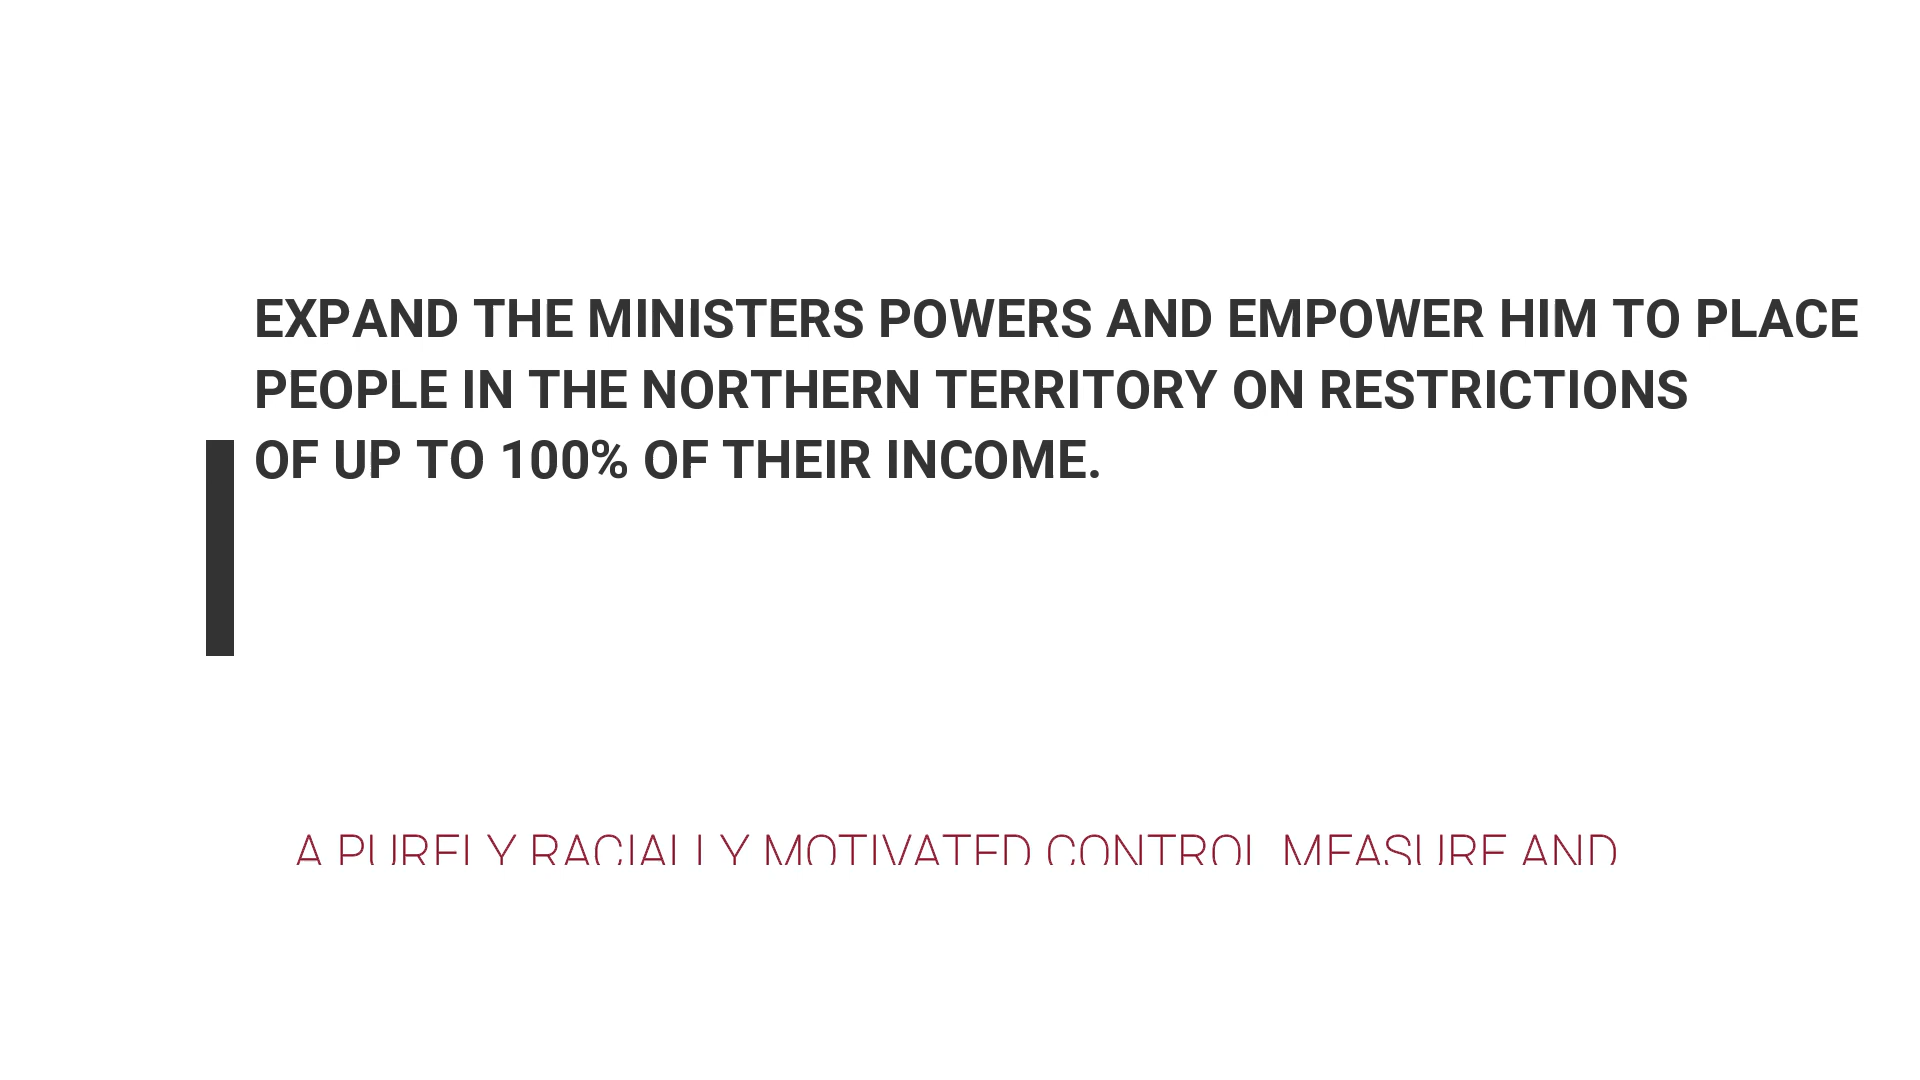 EXPAND THE MINISTERS POWERS AND EMPOWER HIM TO PLACE
PEOPLE IN THE NORTHERN TERRITORY ON RESTRICTIONS
OF UP TO 100% OF THEIR INCOME.
A PURELY RACIALLY MOTIVATED CONTROL MEASURE AND